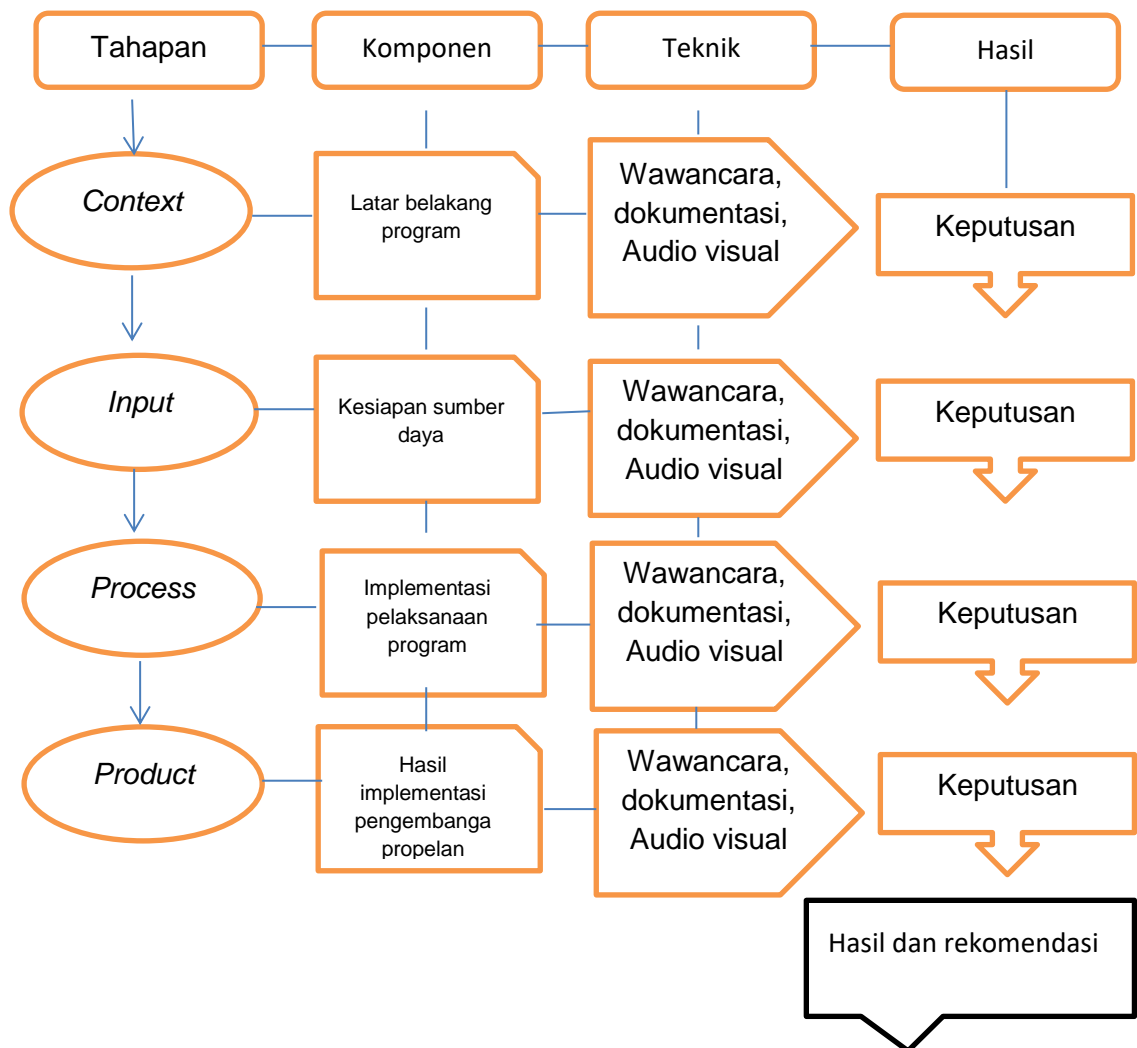 Tahapan
Komponen
Teknik
Hasil
Context
Latar belakang
program
Wawancara,
dokumentasi,
Audio visual
Keputusan
Input
Kesiapan sumber
daya
Wawancara,
dokumentasi,
Audio visual
Keputusan
Process
Implementasi
pelaksanaan
program
Wawancara,
dokumentasi,
Audio visual
Keputusan
Product
Hasil
implementasi
pengembanga
propelan
Wawancara,
dokumentasi,
Audio visual
Keputusan
Hasil dan rekomendasi